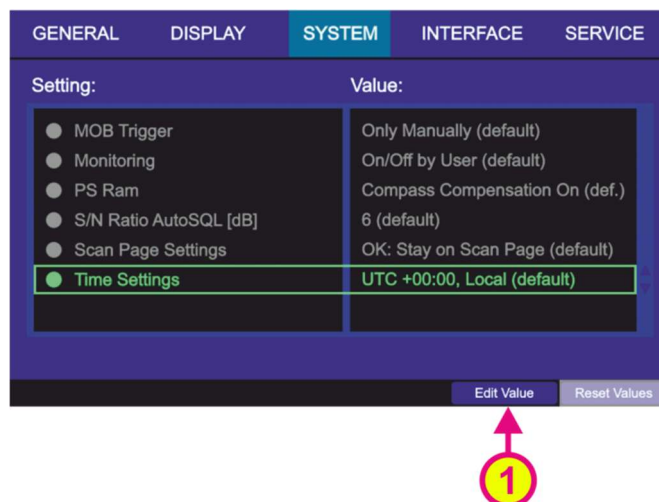 GENERAL DISPLAY SYSTEM INTERFACE SERVICE
Setting: Value:
MOB Trigger Only Manually (default)
Monitoring On/Off by User (default)
PS Ram Compass Compensation On (def.)
S/N Ratio AutoSQL [dB] 6 (default)
Scan Page Settings OK: Stay on Scan Page (default)
Time Settings UTC +00:00, Local (default)
Edit Value Reset Values
1